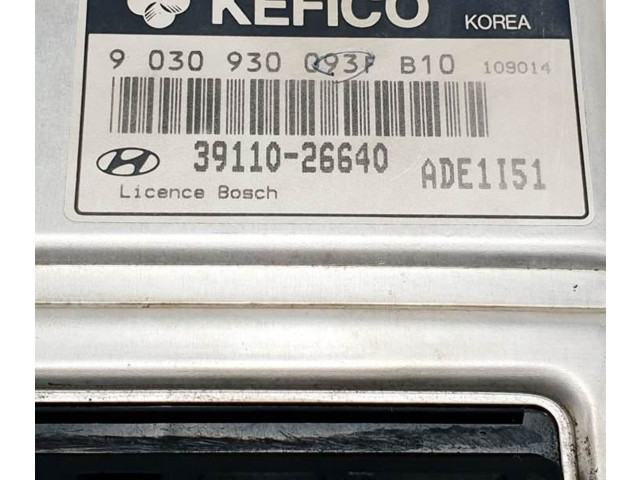 KEFICO KOREA
9 030 930 093F B10 109014
39110-26640 ADE1I51
Licence Bosch